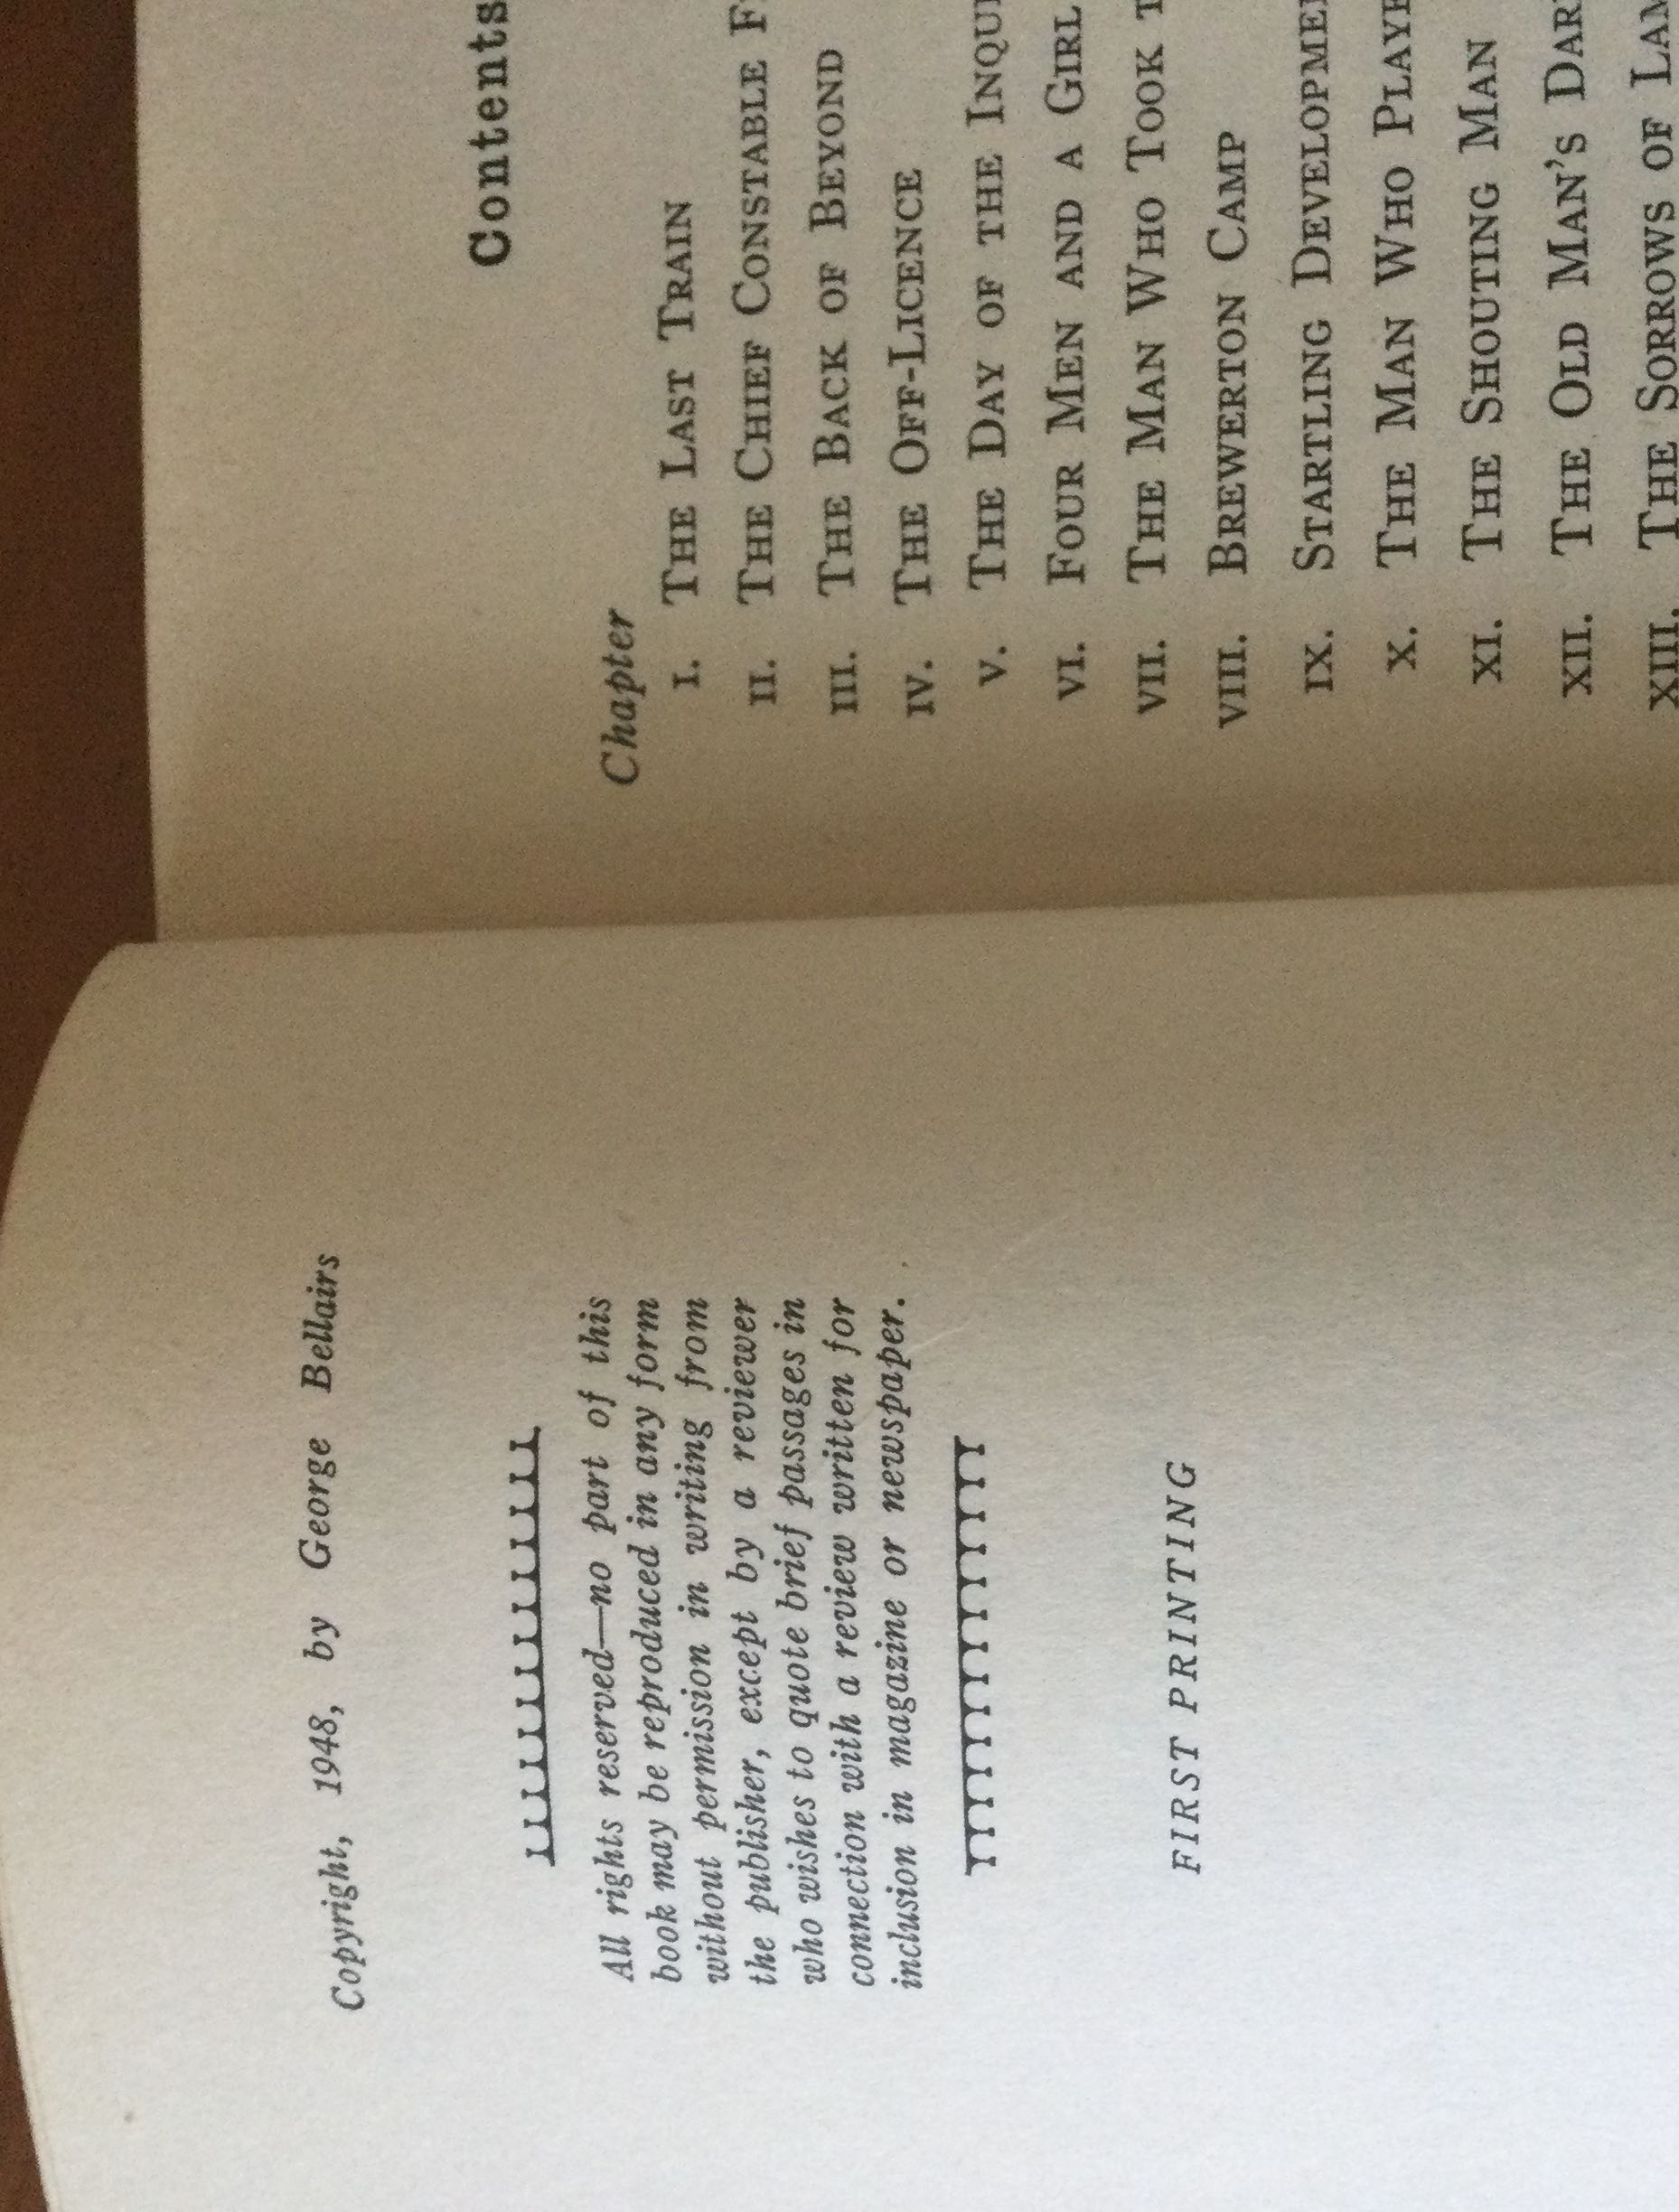 Copyright, 1948, by George Bellairs
All rights reserved—no part of this
book may be reproduced in any form
without permission in writing from
the publisher, except by a reviewer
who wishes to quote brief passages in
connection with a review written for
inclusion in magazine or newspaper.
FIRST PRINTING
Contents
Chapter
I. THE LAST TRAIN
II. THE CHIEF CONSTABLE
III. THE BACK OF BEYOND
IV. THE OFF-LICENCE
V. THE DAY OF THE
VI. FOUR MEN AND A GIRL
VII. THE MAN WHO TOOK
VIII. BREWERTON CAMP
IX. STARTLING
X. THE MAN WHO
XI. THE SHOUTING MAN
XII. THE OLD MAN'S
XIII. THE SORROWS OF